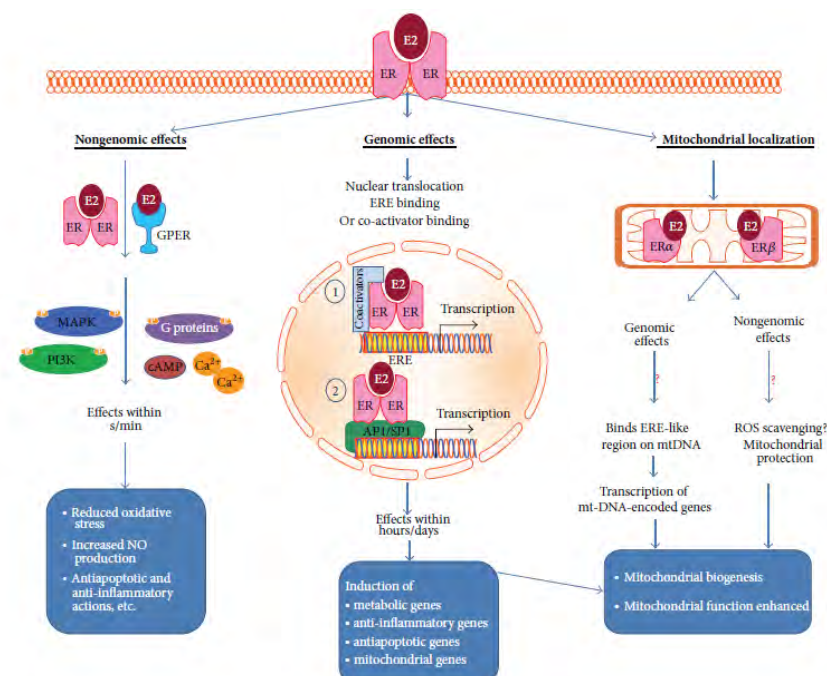 E2
ER ER
Nongenomic effects
E2 E2
ER ER
GPER
P P
MAPK
P P
G proteins
P P
PI3K
cAMP
Ca2+
Ca2+
Effects within
s/min
• Reduced oxidative
stress
• Increased NO
production
• Antiapoptotic and
anti-inflammatory
actions, etc.
Genomic effects
Nuclear translocation
ERE binding
Or co-activator binding
1
Coactivators
E2
ER ER
Transcription
ERE
2
E2
ER ER
Transcription
AP1/SP1
Effects within
hours/days
Induction of
• metabolic genes
• anti-inflammatory genes
• antiapoptotic genes
• mitochondrial genes
Mitochondrial localization
E2 E2
ERα ERβ
Genomic
effects
?
Binds ERE-like
region on mtDNA
Transcription of
mt-DNA-encoded genes
Nongenomic
effects
?
ROS scavenging?
Mitochondrial
protection
• Mitochondrial biogenesis
• Mitochondrial function enhanced